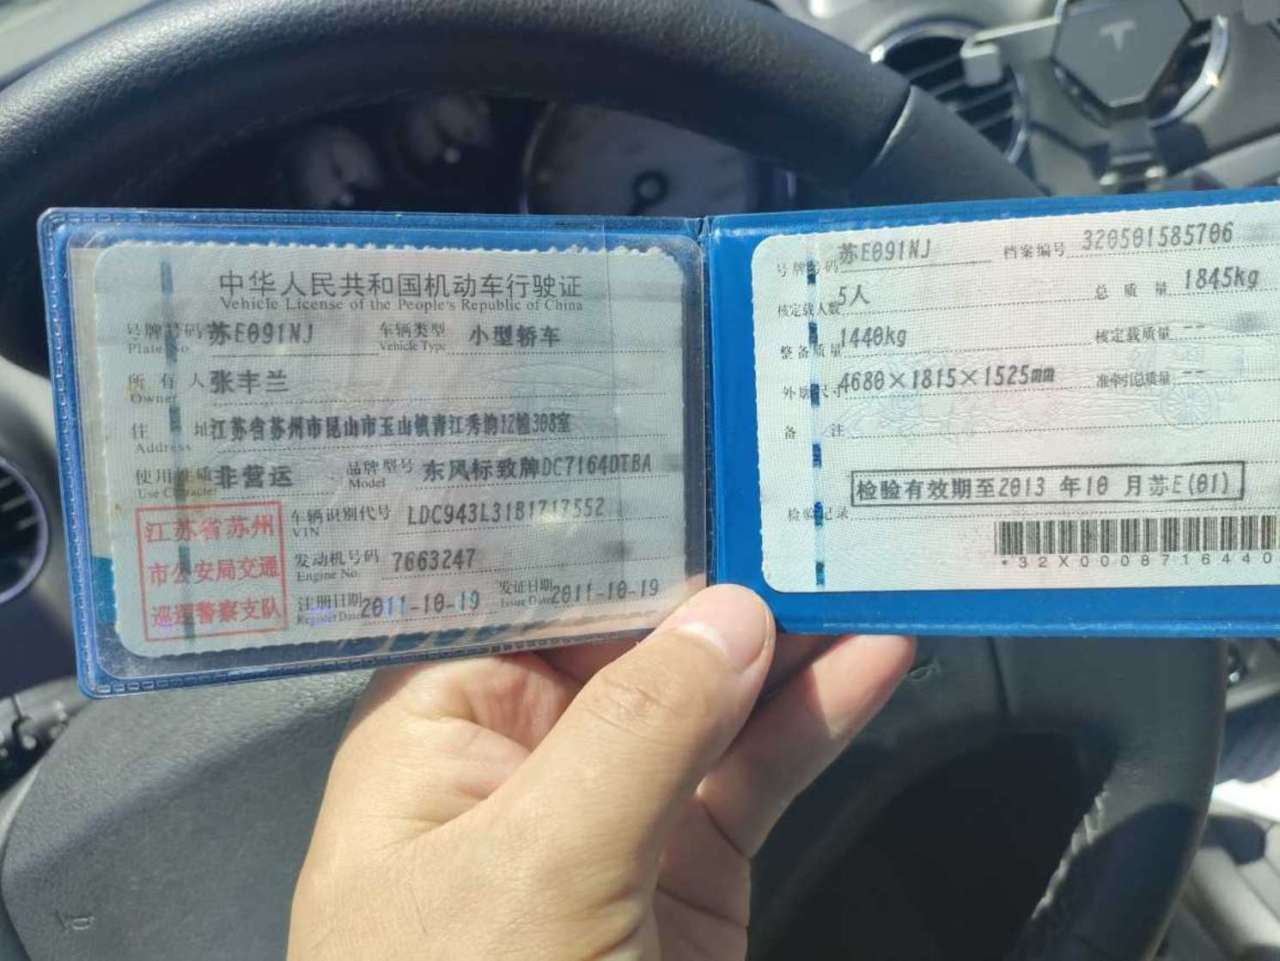 中华人民共和国机动车行驶证
Vehicle License of the People's Republic of China
号牌号码 苏E091NJ 车辆类型 小型轿车
Plate No. Vehicle Type
所有人 张丰兰
Owner
住址 江苏省苏州市昆山市玉山镇青江秀韵12幢308室
Address
使用性质 非营运 品牌型号 东风标致牌DC7164DTBA
Use Character Model
江苏省苏州
市公安局交通
巡逻警察支队
车辆识别代号 LDC943L31B1717552
VIN
发动机号码 7663247
Engine No.
注册日期 2011-10-19 发证日期 2011-10-19
Register Date Issue Date
号牌号码 苏E091NJ 档案编号 320501585706
核定载人数 5人 总质量 1845kg
整备质量 1440kg 核定载质量 --
外廓尺寸 4680×1815×1525mm 准牵引总质量 --
备注
检验有效期至2013 年10 月苏E(01)
检验记录
*32X0008716440